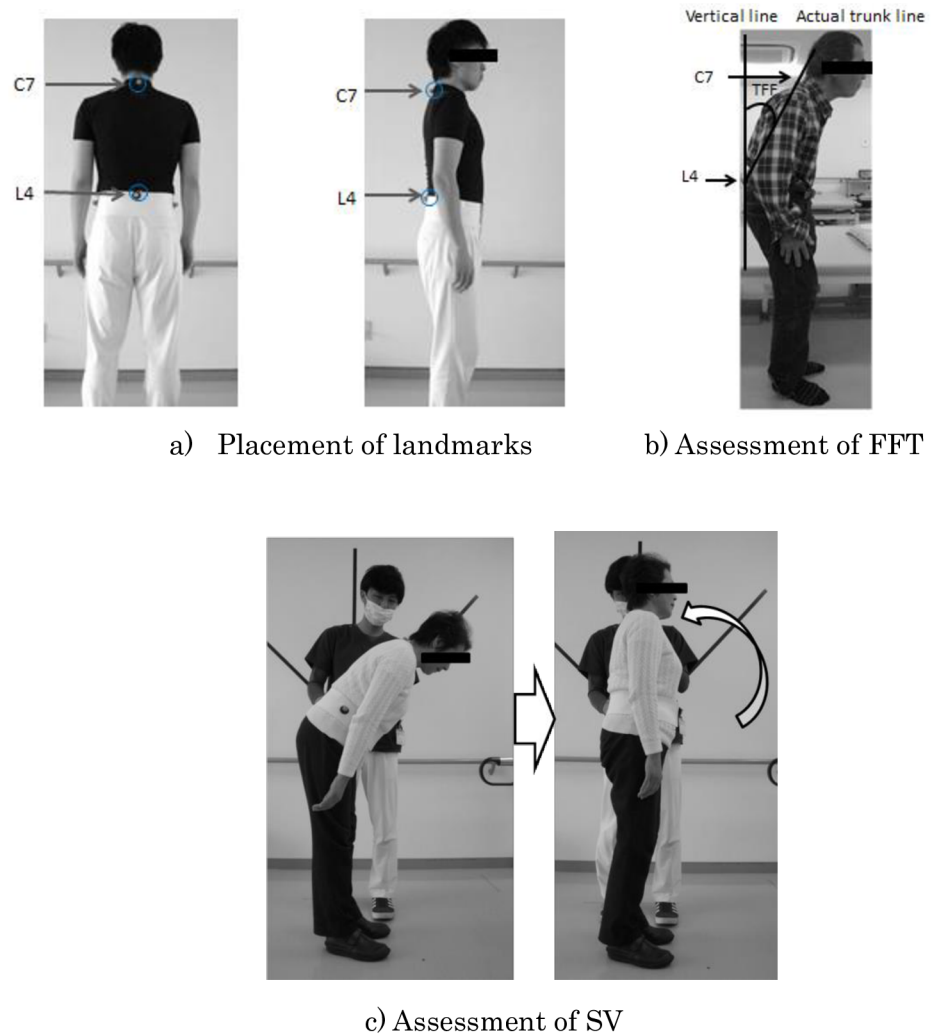 C7
L4
C7
L4
Vertical line Actual trunk line
C7
TFF
L4
a) Placement of landmarks
b) Assessment of FFT
c) Assessment of SV